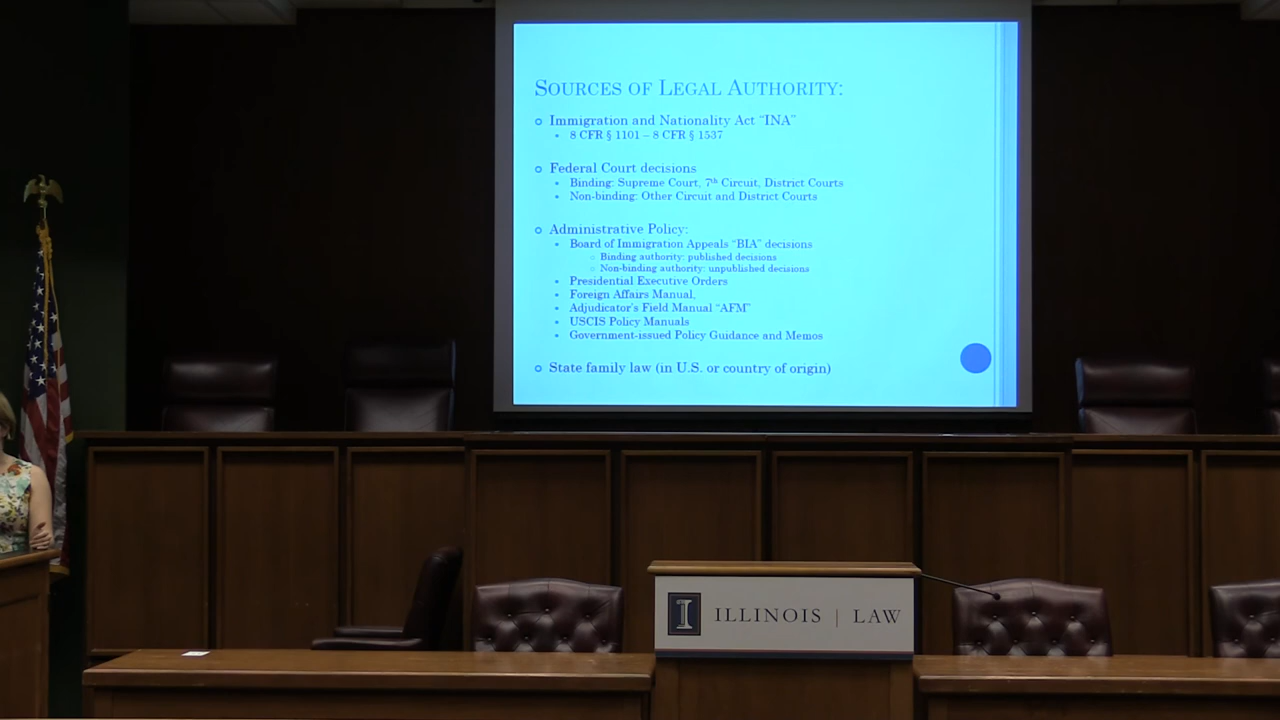 SOURCES OF LEGAL AUTHORITY:
Immigration and Nationality Act “INA”
8 CFR § 1101 – 8 CFR § 1537
Federal Court decisions
Binding: Supreme Court, 7th Circuit, District Courts
Non-binding: Other Circuit and District Courts
Administrative Policy:
Board of Immigration Appeals “BIA” decisions
Binding authority: published decisions
Non-binding authority: unpublished decisions
Presidential Executive Orders
Foreign Affairs Manual,
Adjudicator’s Field Manual “AFM”
USCIS Policy Manuals
Government-issued Policy Guidance and Memos
State family law (in U.S. or country of origin)
I ILLINOIS | LAW